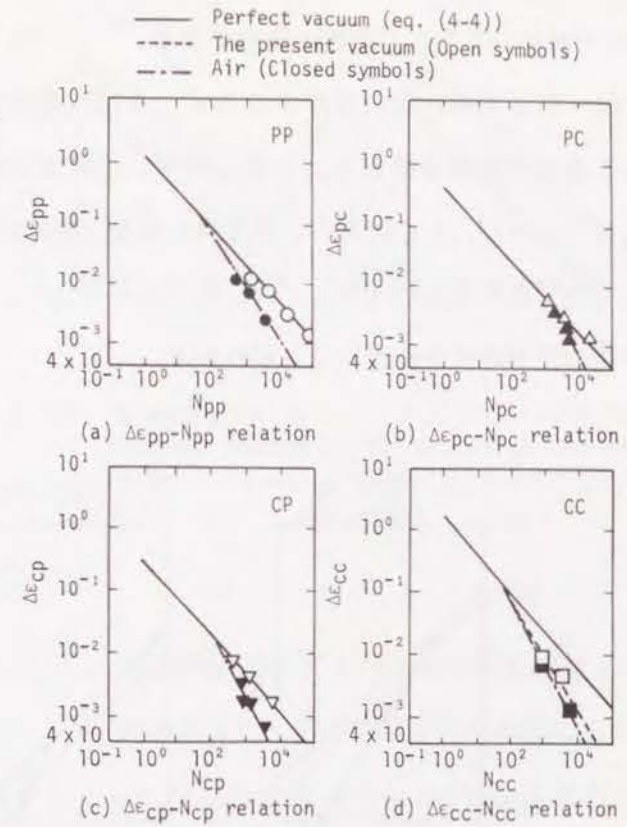 Perfect vacuum (eq. (4-4))
The present vacuum (Open symbols)
Air (Closed symbols)
10¹
10⁰
10⁻¹
10⁻²
10⁻³
4 × 10
10⁻¹ 10⁰ 10² 10⁴
Δεpp
PP
Npp
(a) Δεpp-Npp relation
10¹
10⁰
10⁻¹
10⁻²
10⁻³
4 × 10
10⁻¹ 10⁰ 10² 10⁴
Δεpc
PC
Npc
(b) Δεpc-Npc relation
10¹
10⁰
10⁻¹
10⁻²
10⁻³
4 × 10
10⁻¹ 10⁰ 10² 10⁴
Δεcp
CP
Ncp
(c) Δεcp-Ncp relation
10¹
10⁰
10⁻¹
10⁻²
10⁻³
4 × 10
10⁻¹ 10⁰ 10² 10⁴
Δεcc
CC
Ncc
(d) Δεcc-Ncc relation